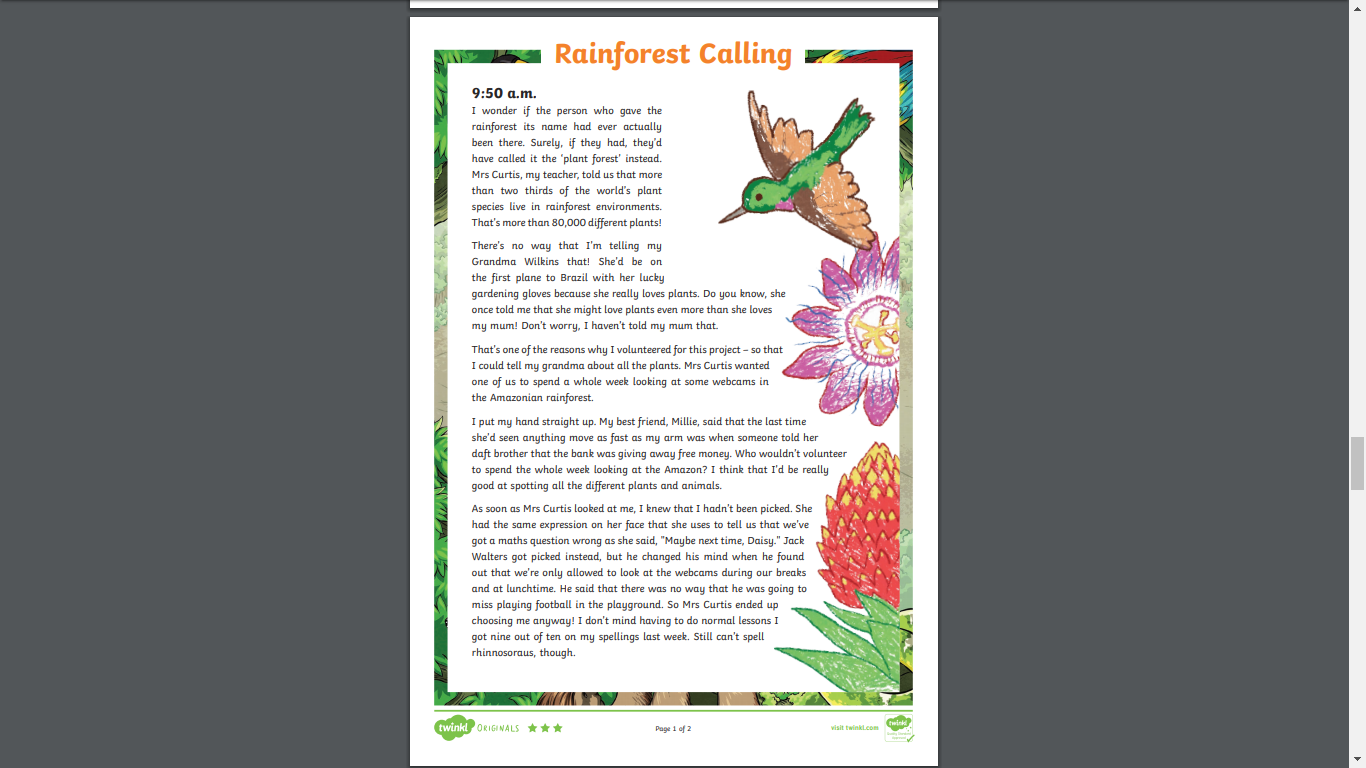 Rainforest Calling
9:50 a.m.
I wonder if the person who gave the
rainforest its name had ever actually
been there. Surely, if they had, they'd
have called it the 'plant forest' instead.
Mrs Curtis, my teacher, told us that more
than two thirds of the world's plant
species live in rainforest environments.
That's more than 80,000 different plants!
There's no way that I'm telling my
Grandma Wilkins that! She'd be on
the first plane to Brazil with her lucky
gardening gloves because she really loves plants. Do you know, she
once told me that she might love plants even more than she loves
my mum! Don't worry, I haven't told my mum that.
That's one of the reasons why I volunteered for this project – so that
I could tell my grandma about all the plants. Mrs Curtis wanted
one of us to spend a whole week looking at some webcams in
the Amazonian rainforest.
I put my hand straight up. My best friend, Millie, said that the last time
she'd seen anything move as fast as my arm was when someone told her
daft brother that the bank was giving away free money. Who wouldn't volunteer
to spend the whole week looking at the Amazon? I think that I'd be really
good at spotting all the different plants and animals.
As soon as Mrs Curtis looked at me, I knew that I hadn't been picked. She
had the same expression on her face that she uses to tell us that we've
got a maths question wrong as she said, "Maybe next time, Daisy." Jack
Walters got picked instead, but he changed his mind when he found
out that we're only allowed to look at the webcams during our breaks
and at lunchtime. He said that there was no way that he was going to
miss playing football in the playground. So Mrs Curtis ended up
choosing me anyway! I don't mind having to do normal lessons I
got nine out of ten on my spellings last week. Still can't spell
rhinnosoraus, though.
twinkl ORIGINALS
Page 1 of 2
visit twinkl.com
twinkl